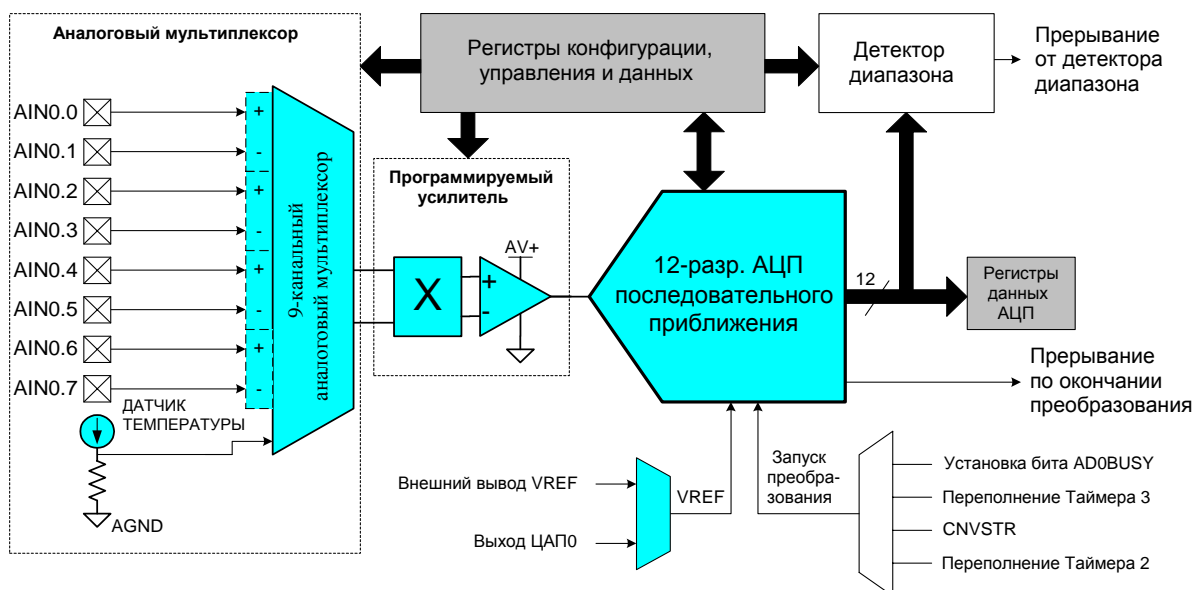 Аналоговый мультиплексор
Регистры конфигурации,
управления и данных
Детектор
диапазона
Прерывание
от детектора
диапазона
AIN0.0
+
AIN0.1
-
AIN0.2
+
AIN0.3
-
AIN0.4
+
AIN0.5
-
AIN0.6
+
AIN0.7
-
9-канальный
аналоговый мультиплексор
ДАТЧИК
ТЕМПЕРАТУРЫ
AGND
Программируемый
усилитель
X
AV+
+
-
12-разр. АЦП
последовательного
приближения
12
Регистры
данных
АЦП
Прерывание
по окончании
преобразования
Внешний вывод VREF
Выход ЦАП0
VREF
Запуск
преобра-
зования
Установка бита AD0BUSY
Переполнение Таймера 3
CNVSTR
Переполнение Таймера 2